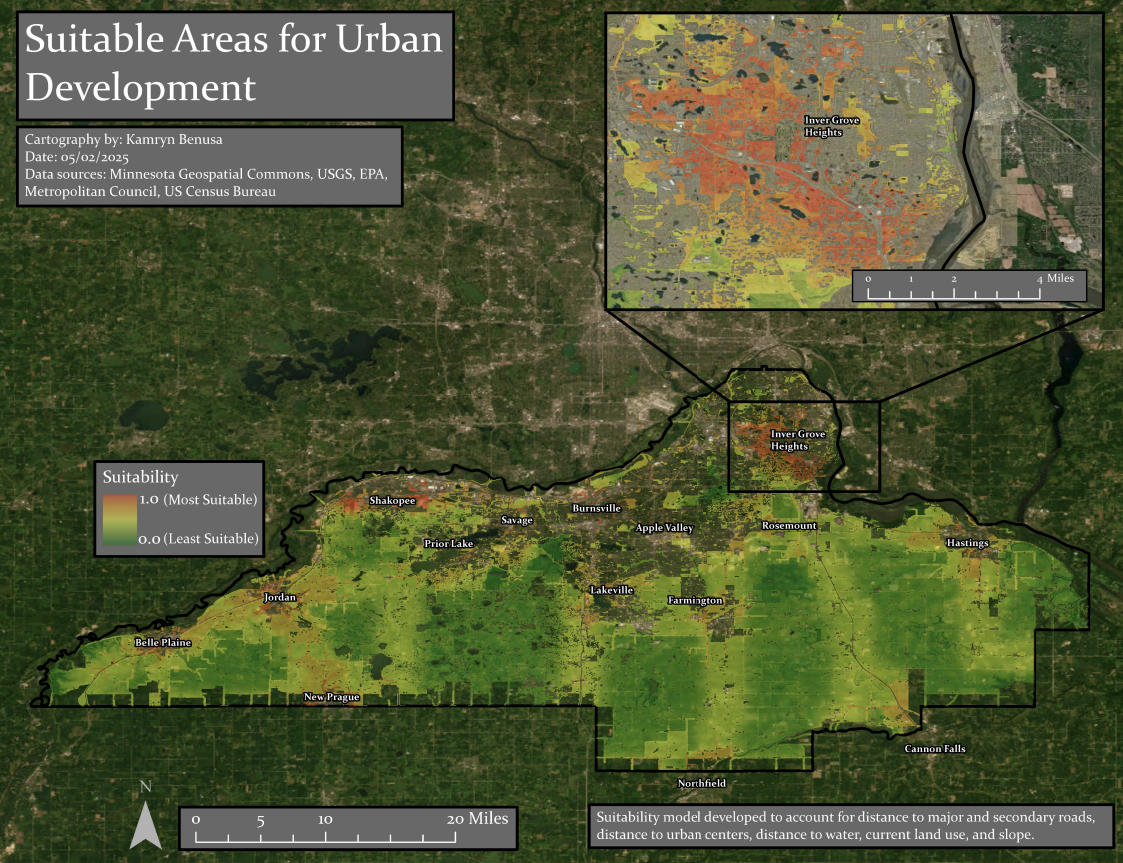 Suitable Areas for Urban
Development
Cartography by: Kamryn Benusa
Date: 05/02/2025
Data sources: Minnesota Geospatial Commons, USGS, EPA,
Metropolitan Council, US Census Bureau
Inver Grove
Heights
0 1 2 4 Miles
Inver Grove
Heights
Suitability
1.0 (Most Suitable)
0.0 (Least Suitable)
Shakopee
Savage
Burnsville
Apple Valley
Rosemount
Prior Lake
Hastings
Jordan
Lakeville
Farmington
Belle Plaine
New Prague
Cannon Falls
Northfield
N
0 5 10 20 Miles
Suitability model developed to account for distance to major and secondary roads,
distance to urban centers, distance to water, current land use, and slope.